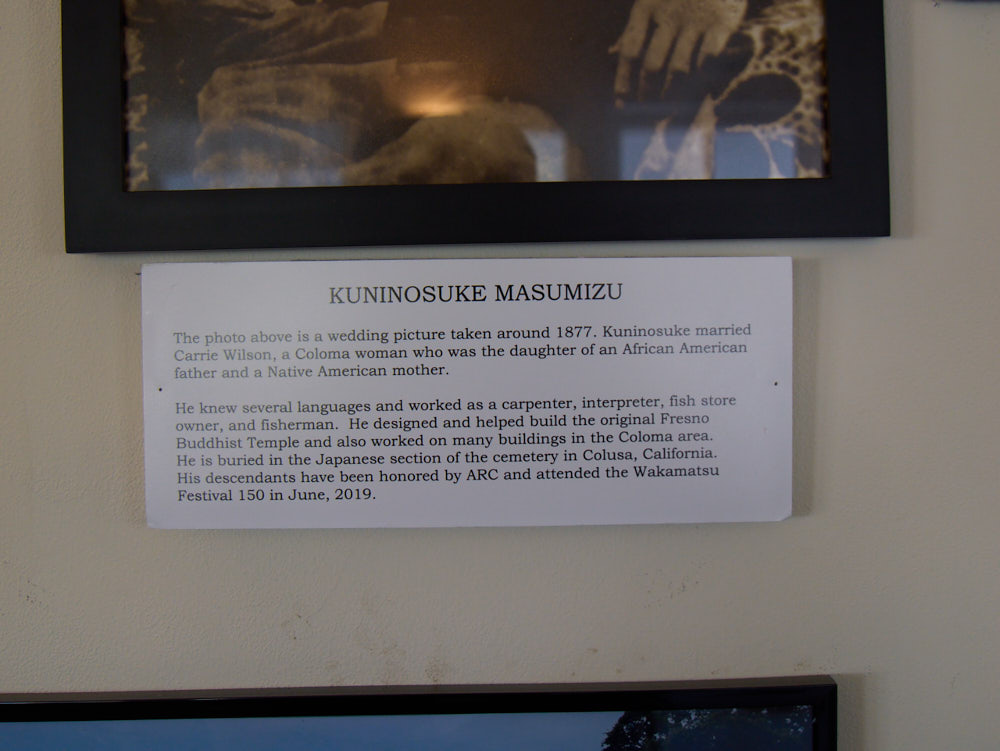 KUNINOSUKE MASUMIZU
The photo above is a wedding picture taken around 1877. Kuninosuke married
Carrie Wilson, a Coloma woman who was the daughter of an African American
father and a Native American mother.
He knew several languages and worked as a carpenter, interpreter, fish store
owner, and fisherman.  He designed and helped build the original Fresno
Buddhist Temple and also worked on many buildings in the Coloma area.
He is buried in the Japanese section of the cemetery in Colusa, California.
His descendants have been honored by ARC and attended the Wakamatsu
Festival 150 in June, 2019.